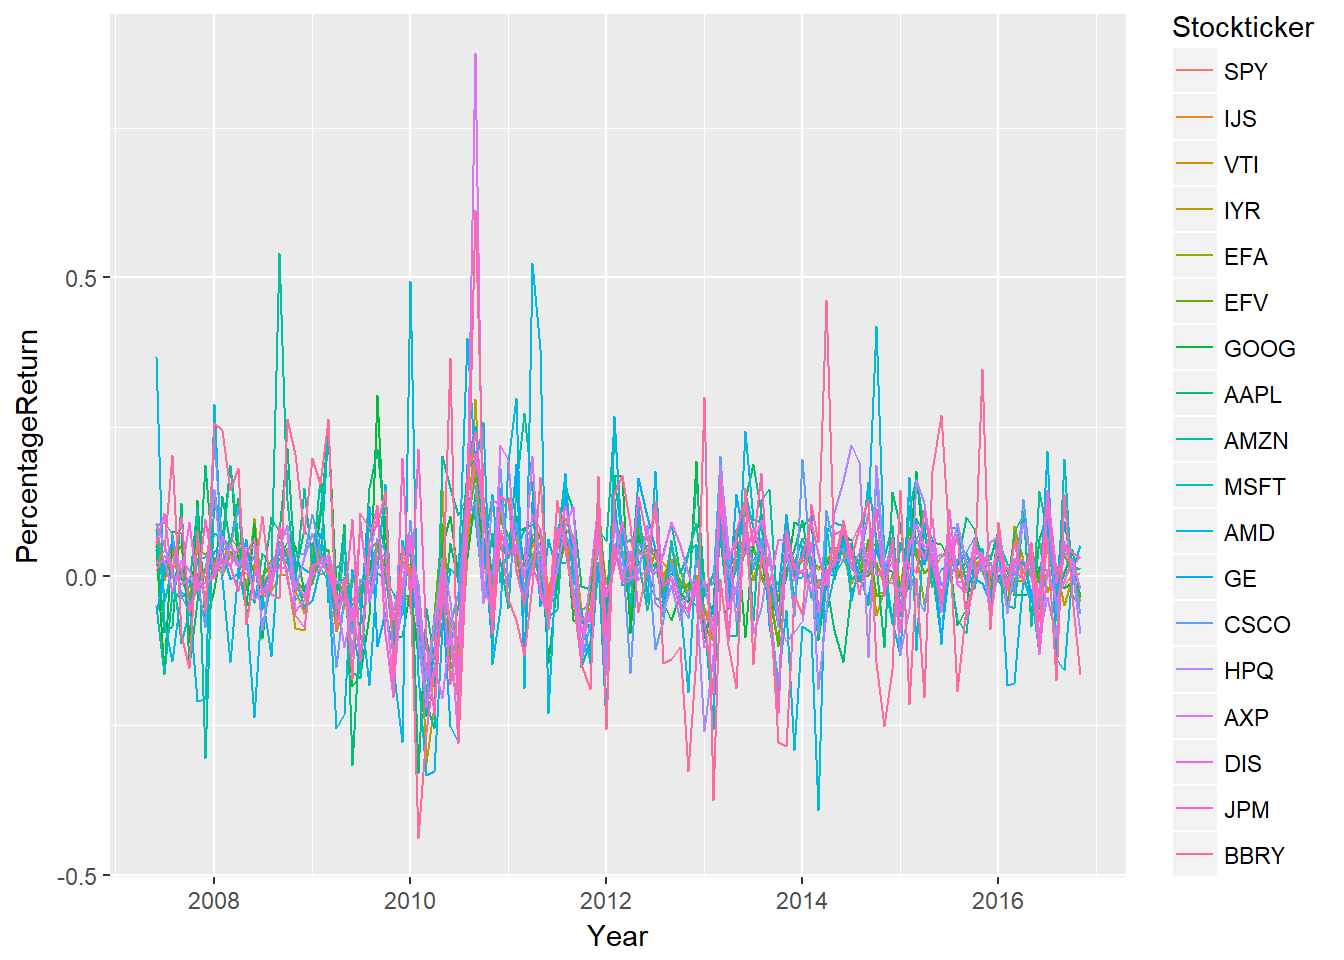 Stockticker
SPY
IJS
VTI
IYR
EFA
EFV
GOOG
AAPL
AMZN
MSFT
AMD
GE
CSCO
HPQ
AXP
DIS
JPM
BBRY
PercentageReturn
0.5
0.0
-0.5
2008 2010 2012 2014 2016
Year